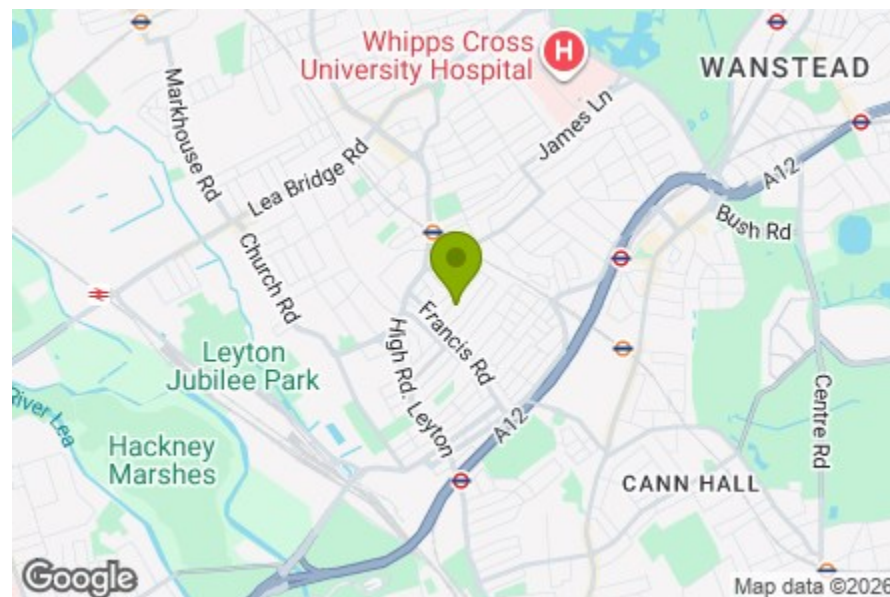 Whipps Cross
University Hospital
H
WANSTEAD
Markhouse Rd
James Ln
Lea Bridge Rd
A12
Bush Rd
Church Rd
Francis Rd
High Rd. Leyton
Leyton
Jubilee Park
River Lea
Hackney
Marshes
A12
Centre Rd
CANN HALL
Google
Map data ©2026